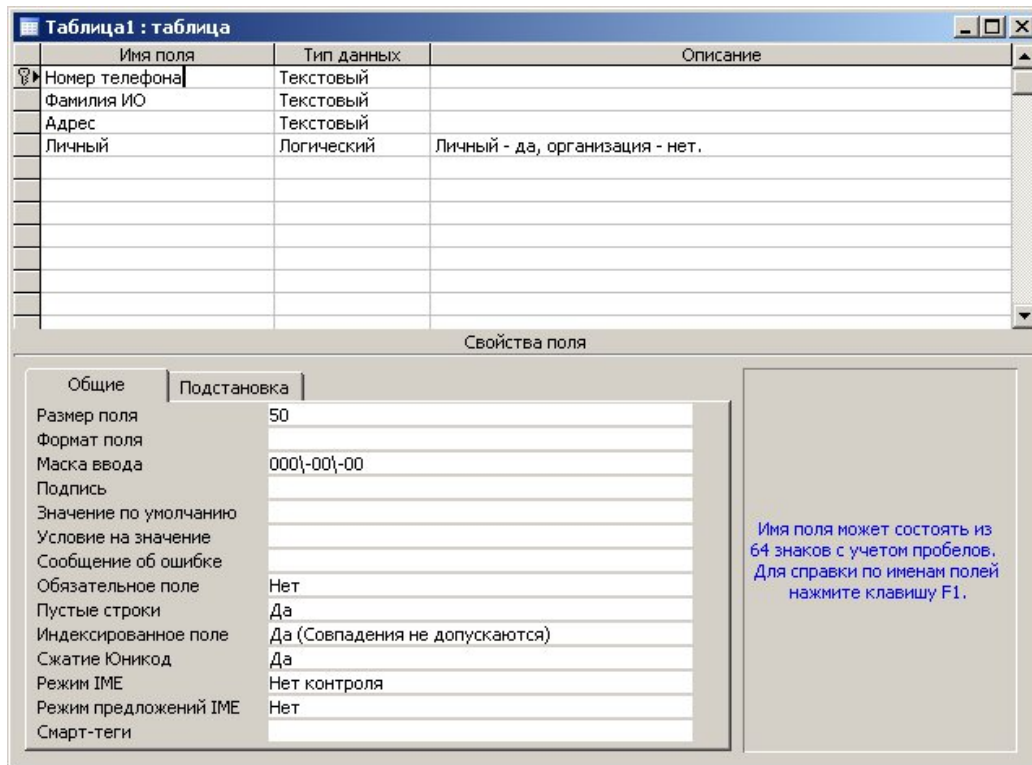 Таблица1 : таблица
Имя поля Тип данных Описание
Номер телефона Текстовый
Фамилия ИО Текстовый
Адрес Текстовый
Личный Логический Личный - да, организация - нет.
Свойства поля
Общие Подстановка
Размер поля 50
Формат поля
Маска ввода 000\-00\-00
Подпись
Значение по умолчанию
Условие на значение
Сообщение об ошибке
Обязательное поле Нет
Пустые строки Да
Индексированное поле Да (Совпадения не допускаются)
Сжатие Юникод Да
Режим IME Нет контроля
Режим предложений IME Нет
Смарт-теги
Имя поля может состоять из
64 знаков с учетом пробелов.
Для справки по именам полей
нажмите клавишу F1.